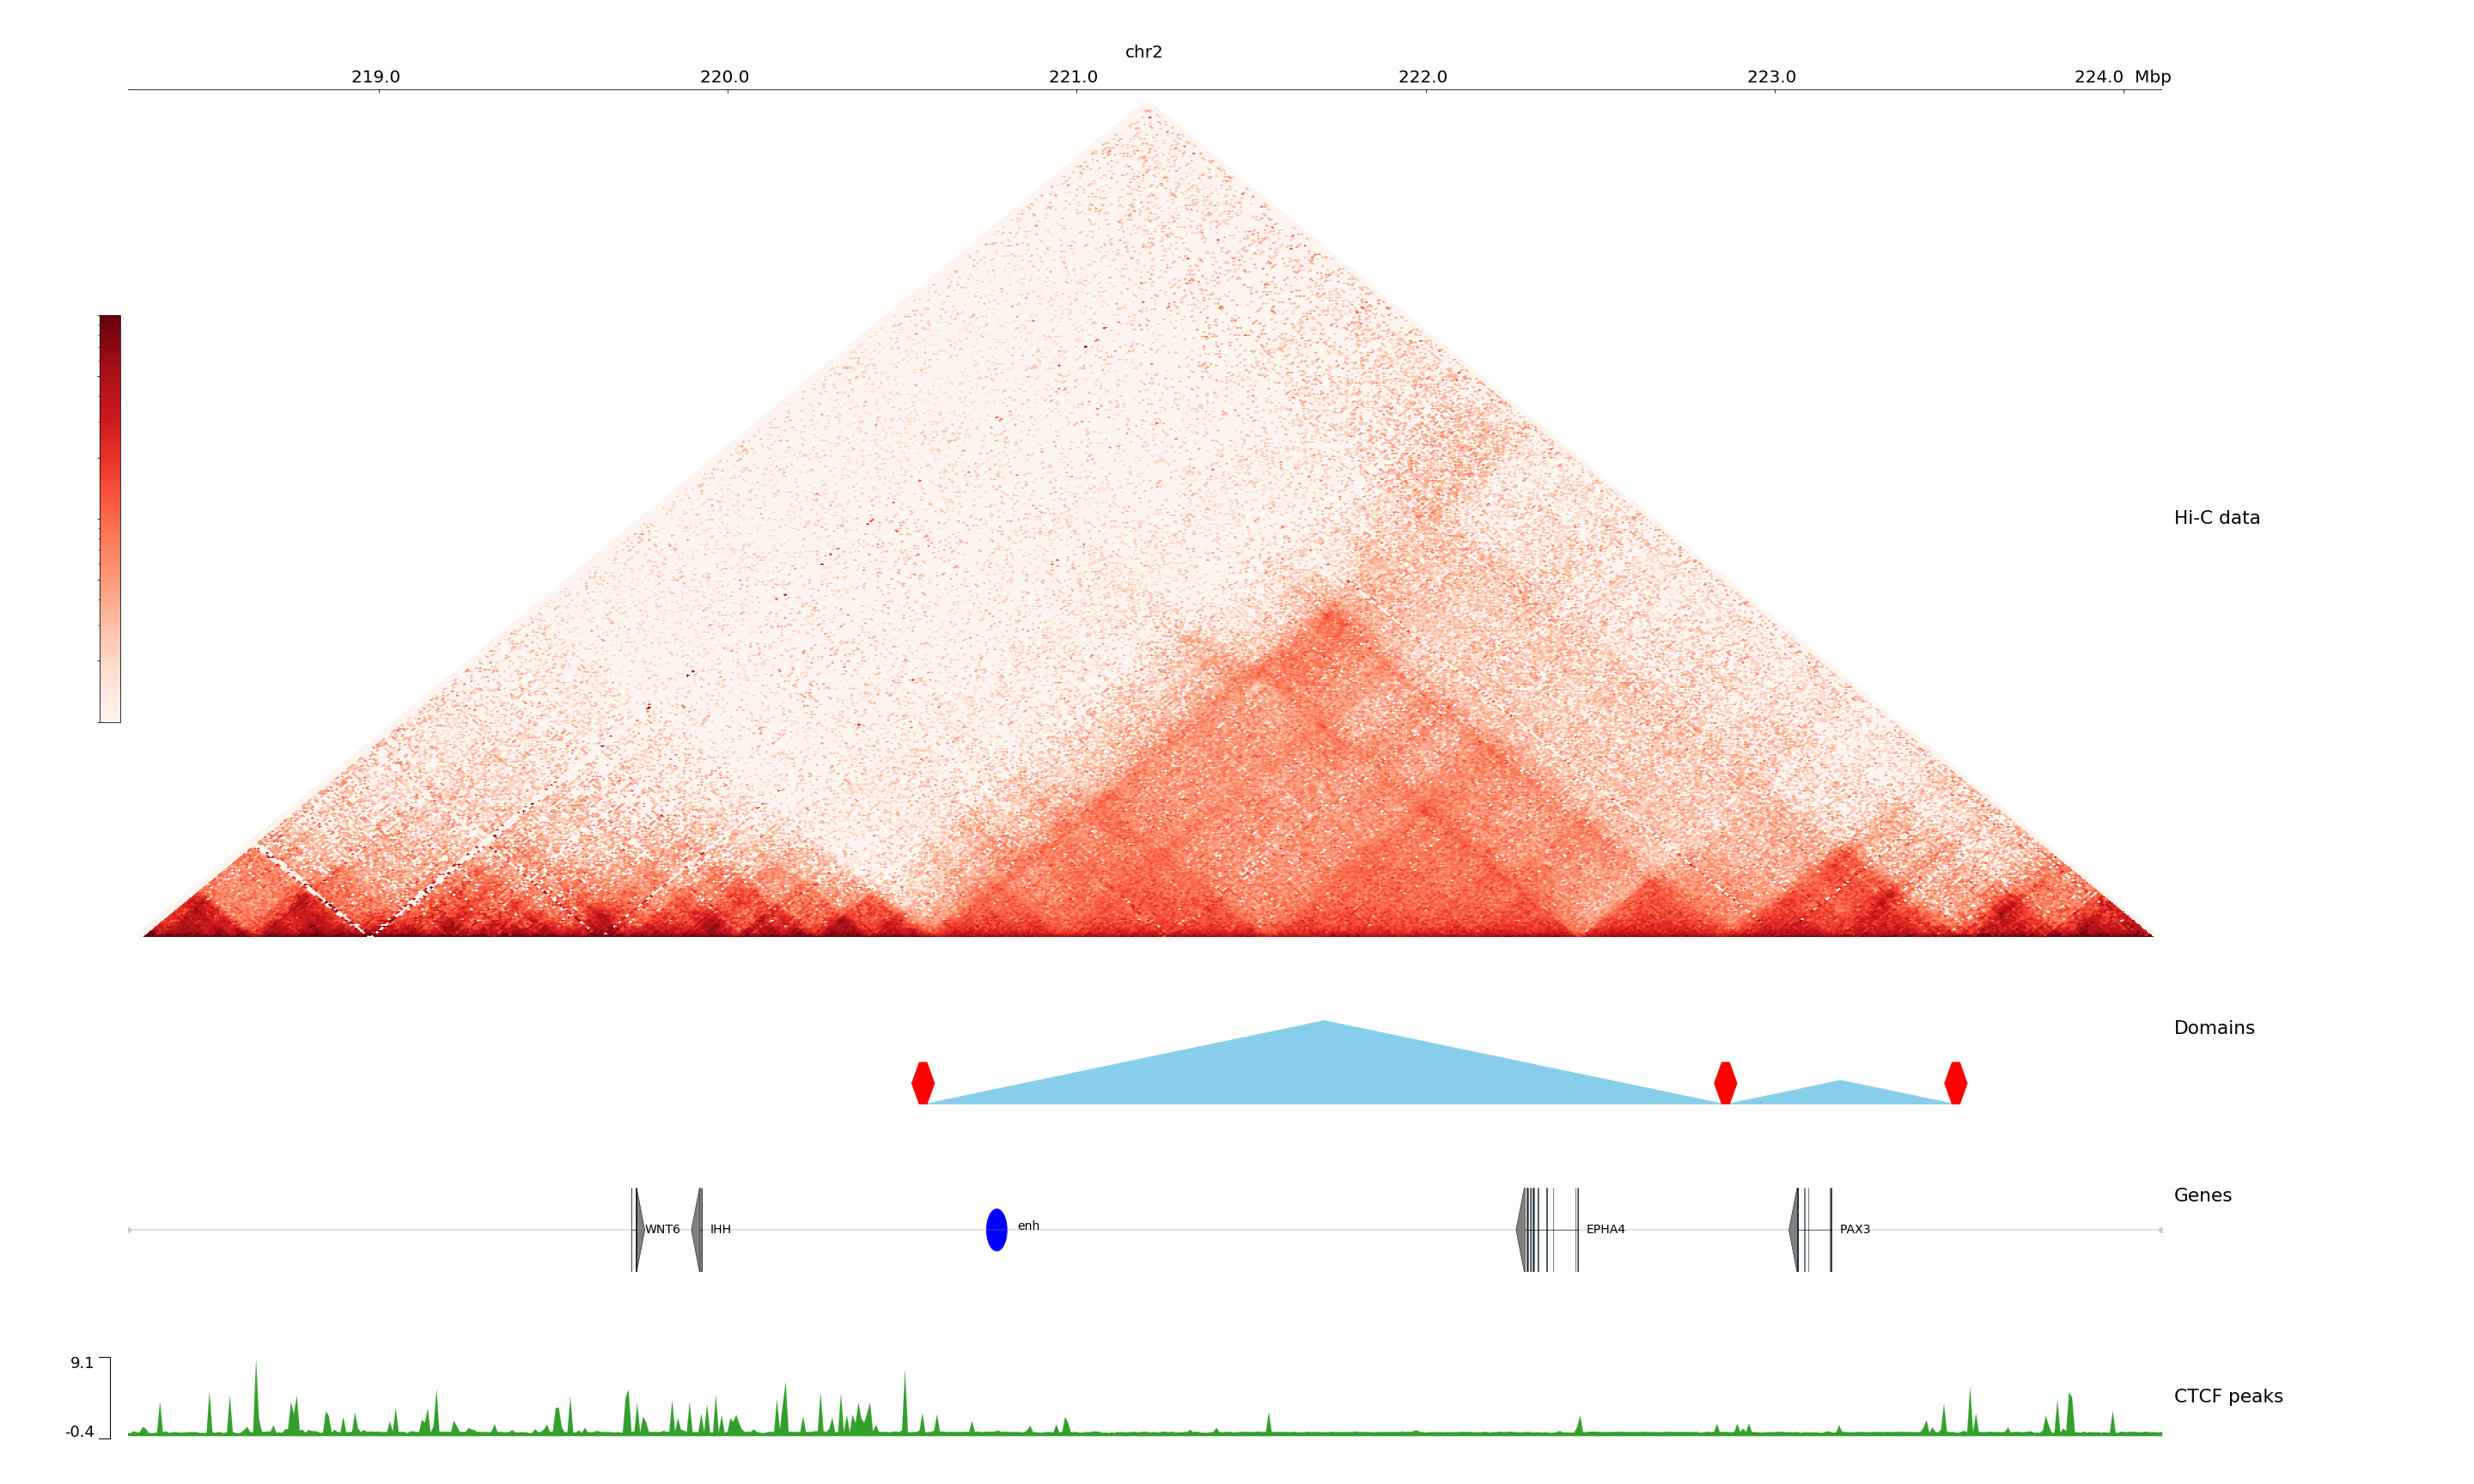 chr2
219.0 220.0 221.0 222.0 223.0 224.0 Mbp
Hi-C data
Domains
Genes
WNT6 IHH enh EPHA4 PAX3
9.1
CTCF peaks
-0.4